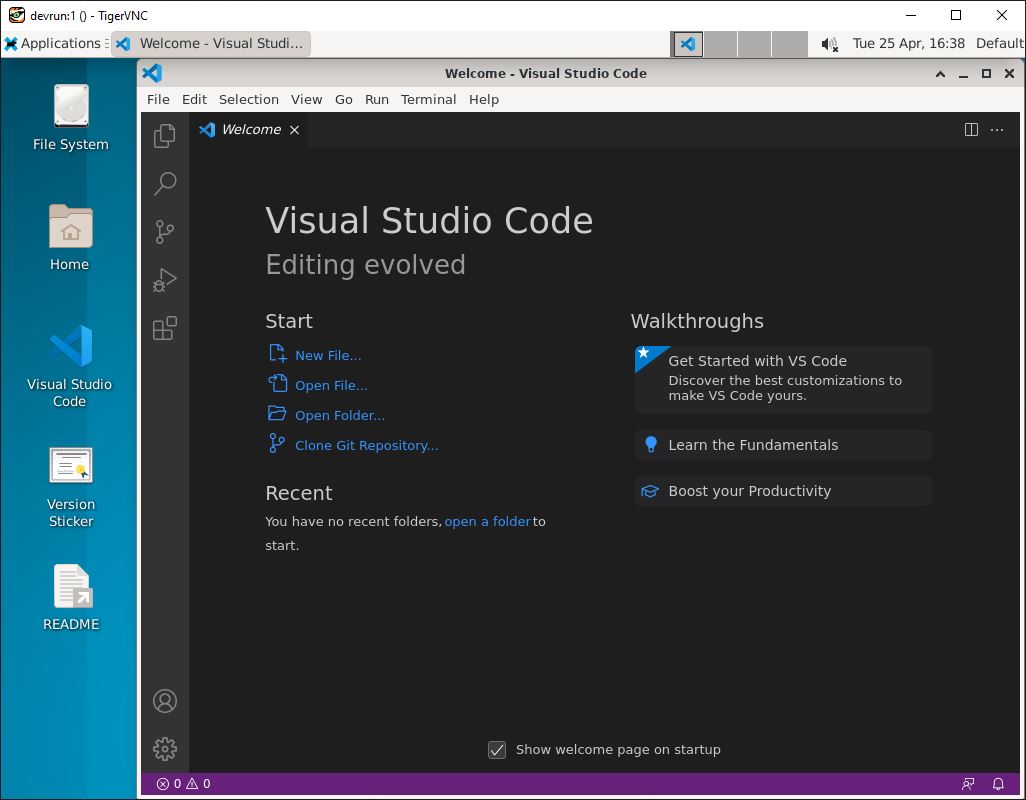 devrun:1 () - TigerVNC
Applications
Welcome - Visual Studi...
Tue 25 Apr, 16:38
Default
Welcome - Visual Studio Code
File Edit Selection View Go Run Terminal Help
File System
Home
Visual Studio
Code
Version
Sticker
README
Welcome
Visual Studio Code
Editing evolved
Start
New File...
Open File...
Open Folder...
Clone Git Repository...
Recent
You have no recent folders, open a folder to
start.
Walkthroughs
Get Started with VS Code
Discover the best customizations to
make VS Code yours.
Learn the Fundamentals
Boost your Productivity
Show welcome page on startup
0 0